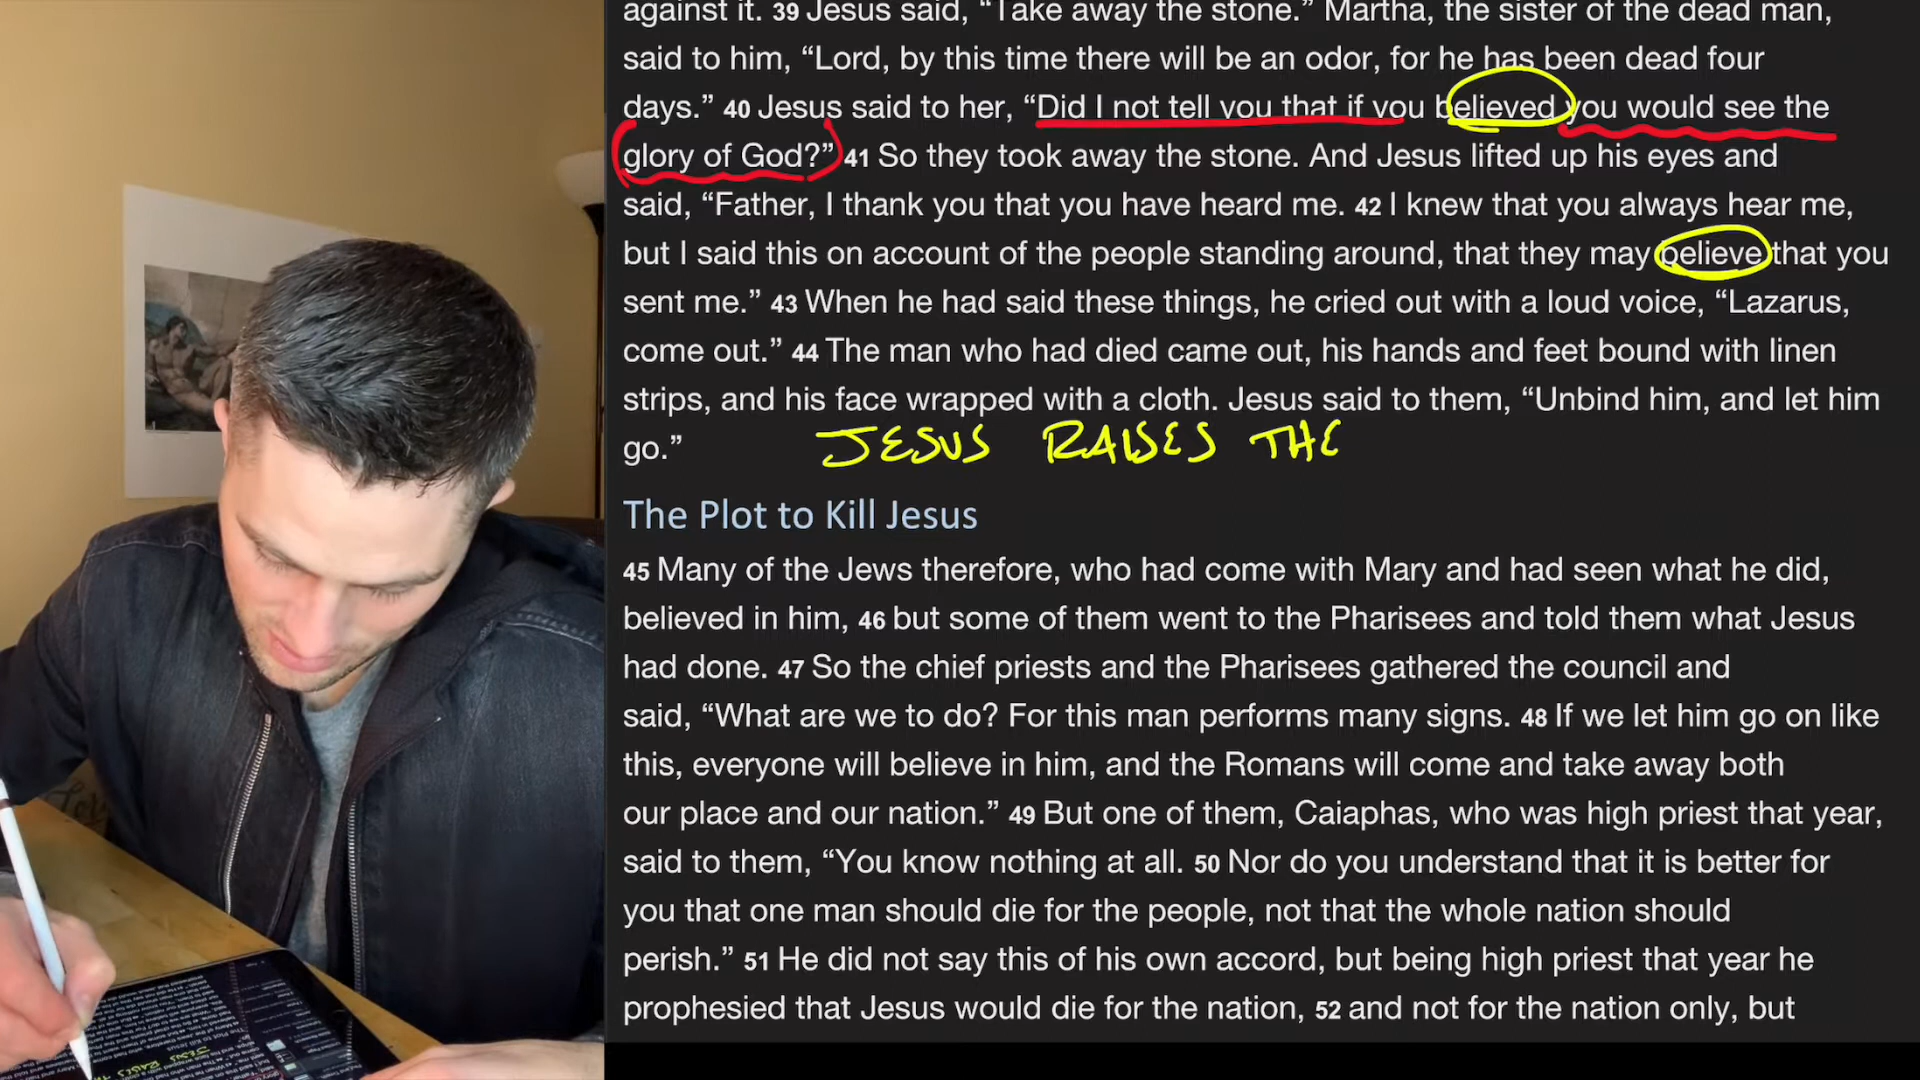 against it. 39 Jesus said, “Take away the stone.” Martha, the sister of the dead man,
said to him, “Lord, by this time there will be an odor, for he has been dead four
days.” 40 Jesus said to her, “Did I not tell you that if you believed you would see the
glory of God?” 41 So they took away the stone. And Jesus lifted up his eyes and
said, “Father, I thank you that you have heard me. 42 I knew that you always hear me,
but I said this on account of the people standing around, that they may believe that you
sent me.” 43 When he had said these things, he cried out with a loud voice, “Lazarus,
come out.” 44 The man who had died came out, his hands and feet bound with linen
strips, and his face wrapped with a cloth. Jesus said to them, “Unbind him, and let him
go.”
JESUS RAISES THE
The Plot to Kill Jesus
45 Many of the Jews therefore, who had come with Mary and had seen what he did,
believed in him, 46 but some of them went to the Pharisees and told them what Jesus
had done. 47 So the chief priests and the Pharisees gathered the council and
said, “What are we to do? For this man performs many signs. 48 If we let him go on like
this, everyone will believe in him, and the Romans will come and take away both
our place and our nation.” 49 But one of them, Caiaphas, who was high priest that year,
said to them, “You know nothing at all. 50 Nor do you understand that it is better for
you that one man should die for the people, not that the whole nation should
perish.” 51 He did not say this of his own accord, but being high priest that year he
prophesied that Jesus would die for the nation, 52 and not for the nation only, but